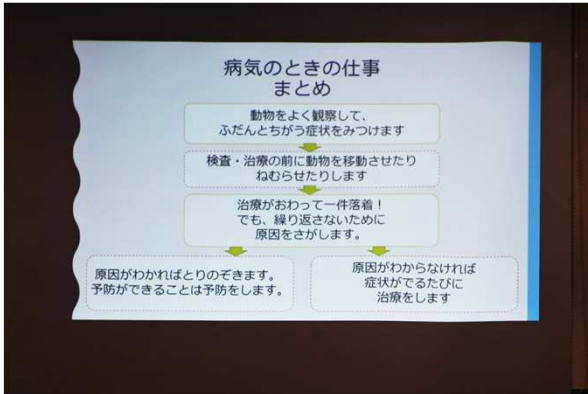 病気のときの仕事
まとめ
動物をよく観察して、
ふだんとちがう症状をみつけます
検査・治療の前に動物を移動させたり
ねむらせたりします
治療がおわって一件落着！
でも、繰り返さないために
原因をさがします。
原因がわかればとりのぞきます。
予防ができることは予防をします。
原因がわからなければ
症状がでるたびに
治療をします